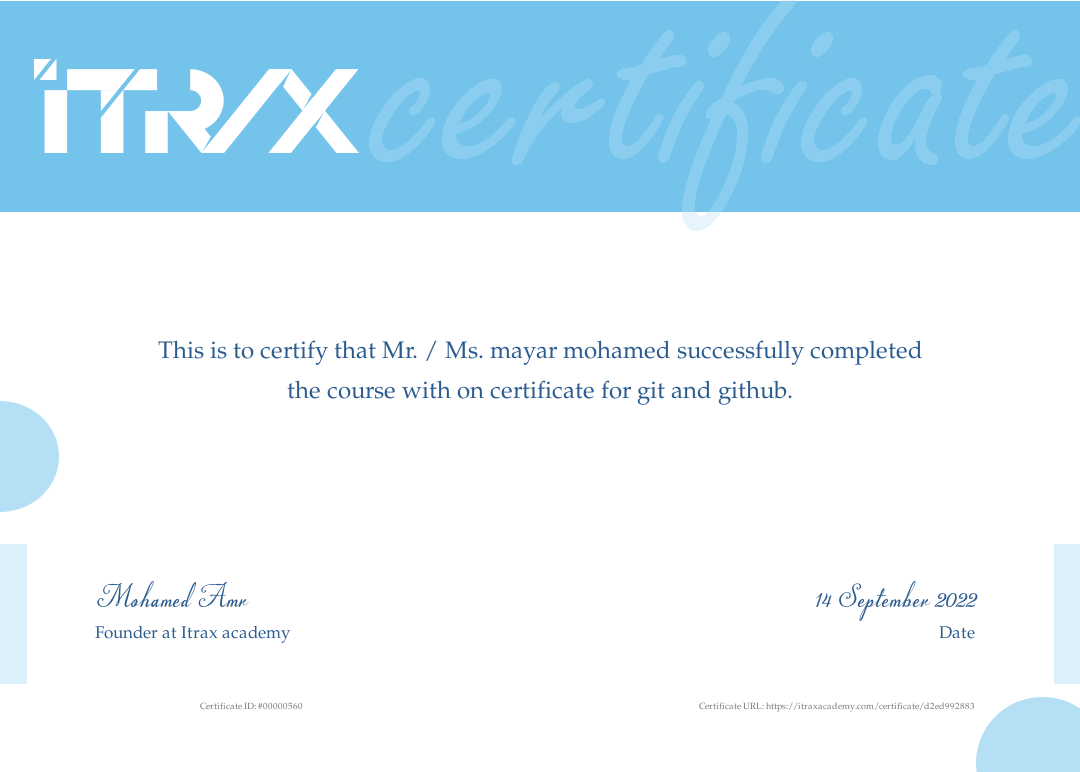 iTRAX certificate
This is to certify that Mr. / Ms. mayar mohamed successfully completed
the course with on certificate for git and github.
Mohamed Amr
14 September 2022
Founder at Itrax academy
Date
Certificate ID: #00000560
Certificate URL: https://itraxacademy.com/certificate/d2ed992883